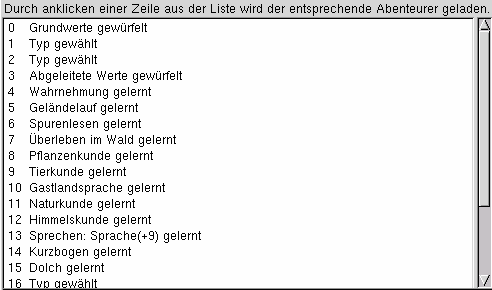 Durch anklicken einer Zeile aus der Liste wird der entsprechende Abenteurer geladen.
0 Grundwerte gewürfelt
1 Typ gewählt
2 Typ gewählt
3 Abgeleitete Werte gewürfelt
4 Wahrnehmung gelernt
5 Geländelauf gelernt
6 Spurenlesen gelernt
7 Überleben im Wald gelernt
8 Pflanzenkunde gelernt
9 Tierkunde gelernt
10 Gastlandsprache gelernt
11 Naturkunde gelernt
12 Himmelskunde gelernt
13 Sprechen: Sprache(+9) gelernt
14 Kurzbogen gelernt
15 Dolch gelernt
16 Typ gewählt